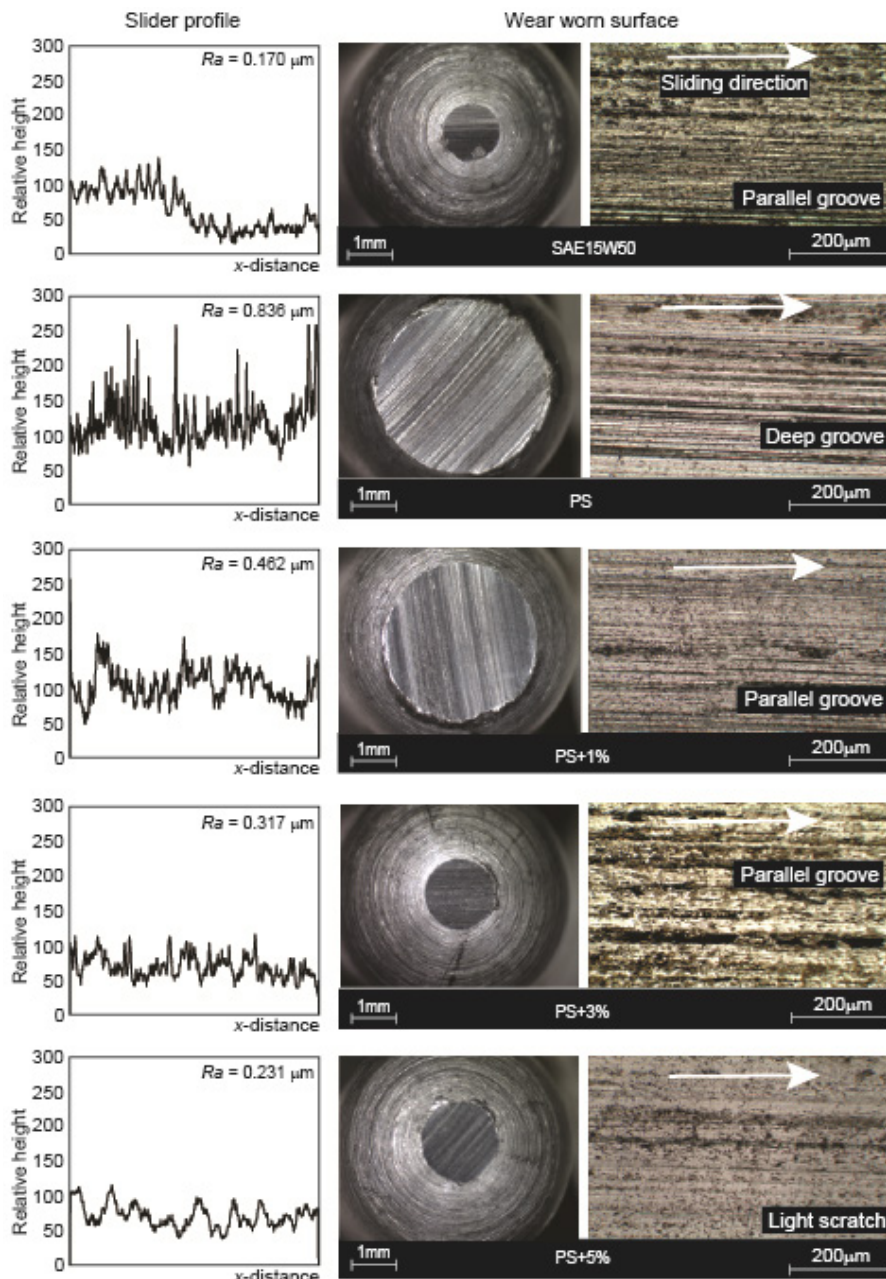 Slider profile
Wear worn surface
Relative height
300
250
200
150
100
50
0
Ra = 0.170 µm
x-distance
1mm
SAE15W50
Sliding direction
Parallel groove
200µm
Relative height
300
250
200
150
100
50
0
Ra = 0.836 µm
x-distance
1mm
PS
Deep groove
200µm
Relative height
300
250
200
150
100
50
0
Ra = 0.462 µm
x-distance
1mm
PS+1%
Parallel groove
200µm
Relative height
300
250
200
150
100
50
0
Ra = 0.317 µm
x-distance
1mm
PS+3%
Parallel groove
200µm
Relative height
300
250
200
150
100
50
0
Ra = 0.231 µm
x-distance
1mm
PS+5%
Light scratch
200µm